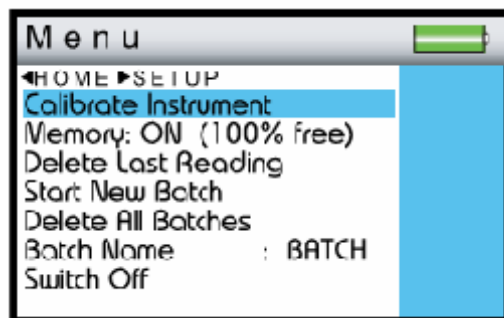 Menu
◀HOME ▶SETUP
Calibrate Instrument
Memory: ON (100% free)
Delete Last Reading
Start New Batch
Delete All Batches
Batch Name : BATCH
Switch Off